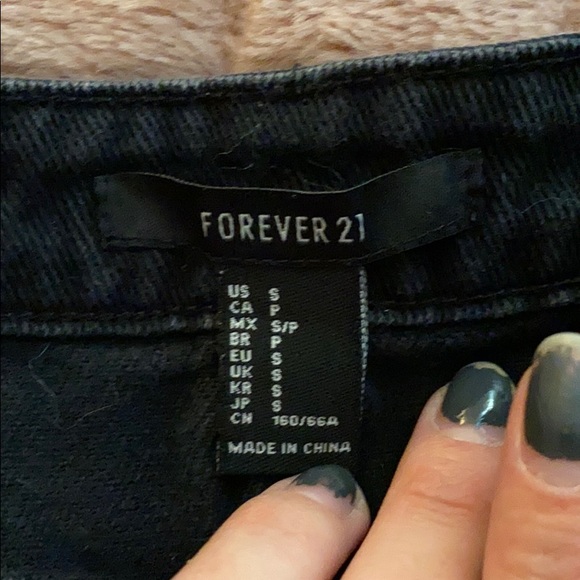 FOREVER 21
US S
CA P
MX S/P
BR P
EU S
UK S
KR S
JP S
CN 160/66A
MADE IN CHINA